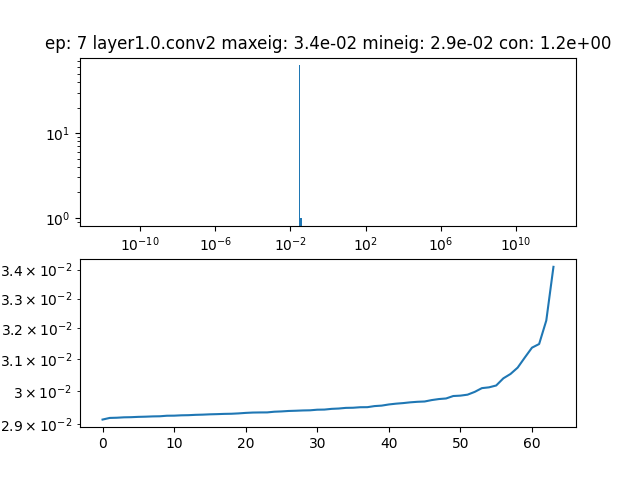 ep: 7 layer1.0.conv2 maxeig: 3.4e-02 mineig: 2.9e-02 con: 1.2e+00
10¹
10⁰
10⁻¹⁰ 10⁻⁶ 10⁻² 10² 10⁶ 10¹⁰
3.4 × 10⁻²
3.3 × 10⁻²
3.2 × 10⁻²
3.1 × 10⁻²
3 × 10⁻²
2.9 × 10⁻²
0 10 20 30 40 50 60